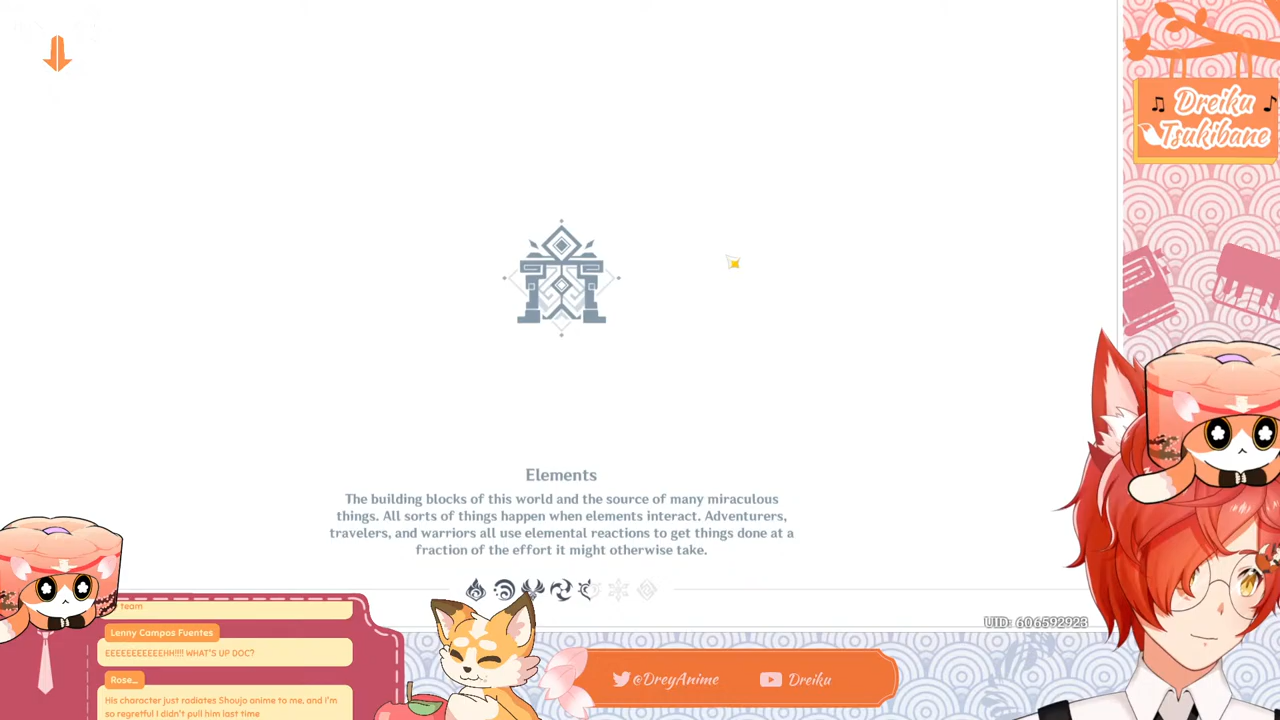 ♫ Dreiku ♪
Tsukibane
Elements
The building blocks of this world and the source of many miraculous
things. All sorts of things happen when elements interact. Adventurers,
travelers, and warriors all use elemental reactions to get things done at a
fraction of the effort it might otherwise take.
UID: 606592923
team
Lenny Campos Fuentes
EEEEEEEEEEEHH!!!! WHAT'S UP DOC?
Rose_
His character just radiates Shoujo anime to me, and i'm
so regretful I didn't pull him last time
@DreyAnime
Dreiku